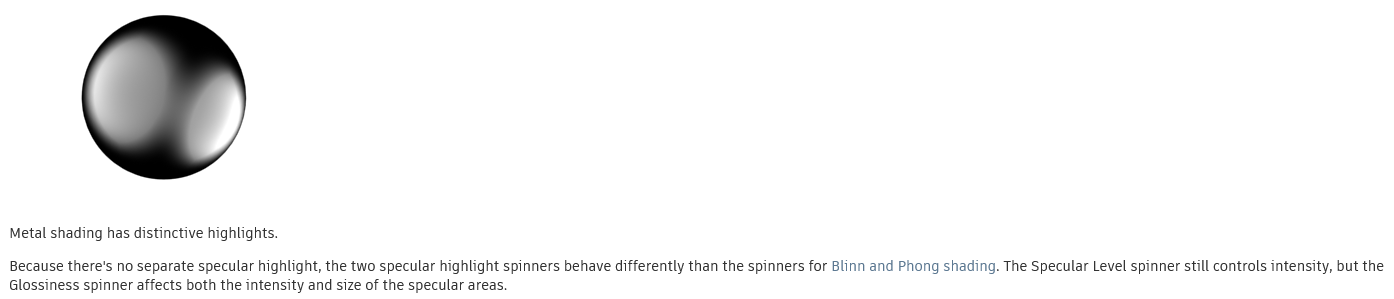 Metal shading has distinctive highlights.
Because there's no separate specular highlight, the two specular highlight spinners behave differently than the spinners for Blinn and Phong shading. The Specular Level spinner still controls intensity, but the
Glossiness spinner affects both the intensity and size of the specular areas.